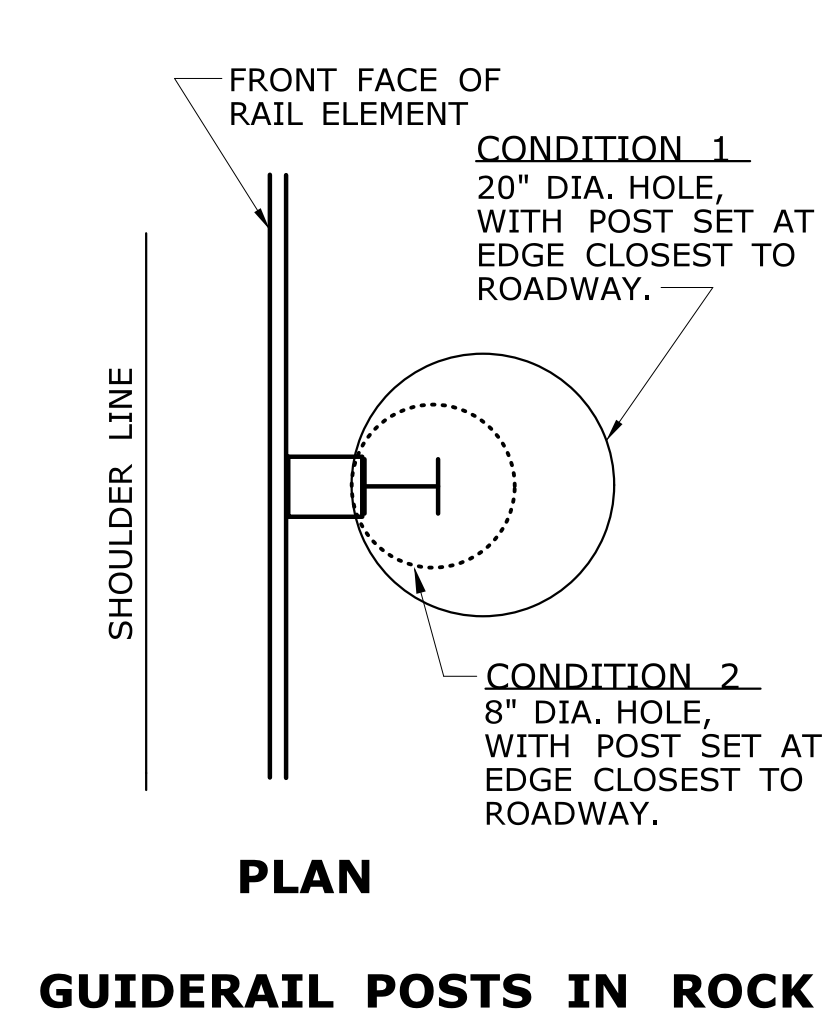 FRONT FACE OF
RAIL ELEMENT
CONDITION 1
20" DIA. HOLE,
WITH POST SET AT
EDGE CLOSEST TO
ROADWAY.
SHOULDER LINE
CONDITION 2
8" DIA. HOLE,
WITH POST SET AT
EDGE CLOSEST TO
ROADWAY.
PLAN
GUIDERAIL POSTS IN ROCK